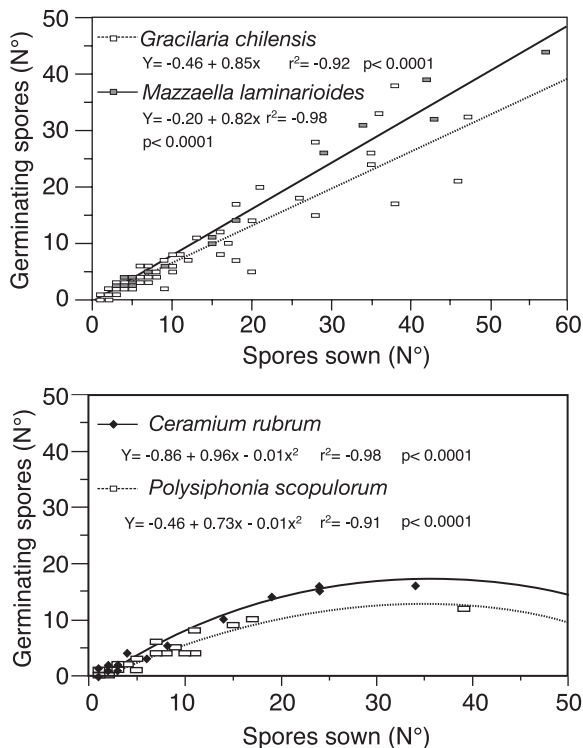 50
40
30
20
10
0
Germinating spores (N°)
Gracilaria chilensis
Y= -0.46 + 0.85x r²= -0.92 p< 0.0001
Mazzaella laminarioides
Y= -0.20 + 0.82x r²= -0.98
p< 0.0001
0 10 20 30 40 50 60
Spores sown (N°)
50
40
30
20
10
0
Germinating spores (N°)
Ceramium rubrum
Y= -0.86 + 0.96x - 0.01x² r²= -0.98 p< 0.0001
Polysiphonia scopulorum
Y= -0.46 + 0.73x - 0.01x² r²= -0.91 p< 0.0001
0 10 20 30 40 50
Spores sown (N°)